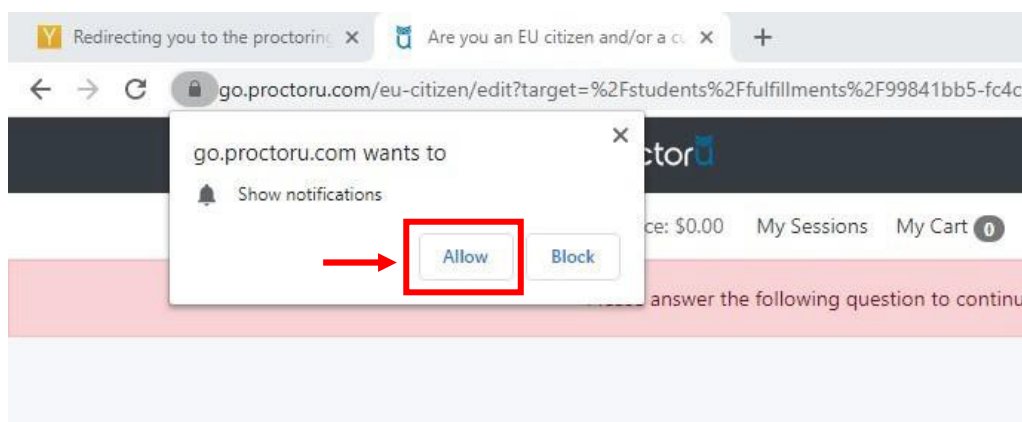 Y Redirecting you to the proctoring Are you an EU citizen and/or a cu
go.proctoru.com/eu-citizen/edit?target=%2Fstudents%2Ffulfillments%2F99841bb5-fc4c
go.proctoru.com wants to
ctoru
Show notifications
ce: $0.00 My Sessions My Cart 0
Allow Block
answer the following question to continu